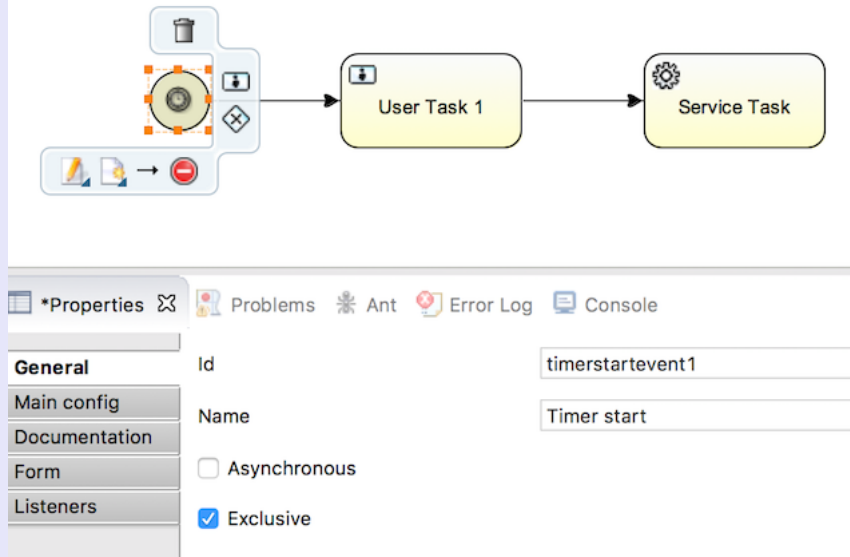 User Task 1
Service Task
*Properties
Problems
Ant
Error Log
Console
General
Main config
Documentation
Form
Listeners
Id
timerstartevent1
Name
Timer start
Asynchronous
Exclusive